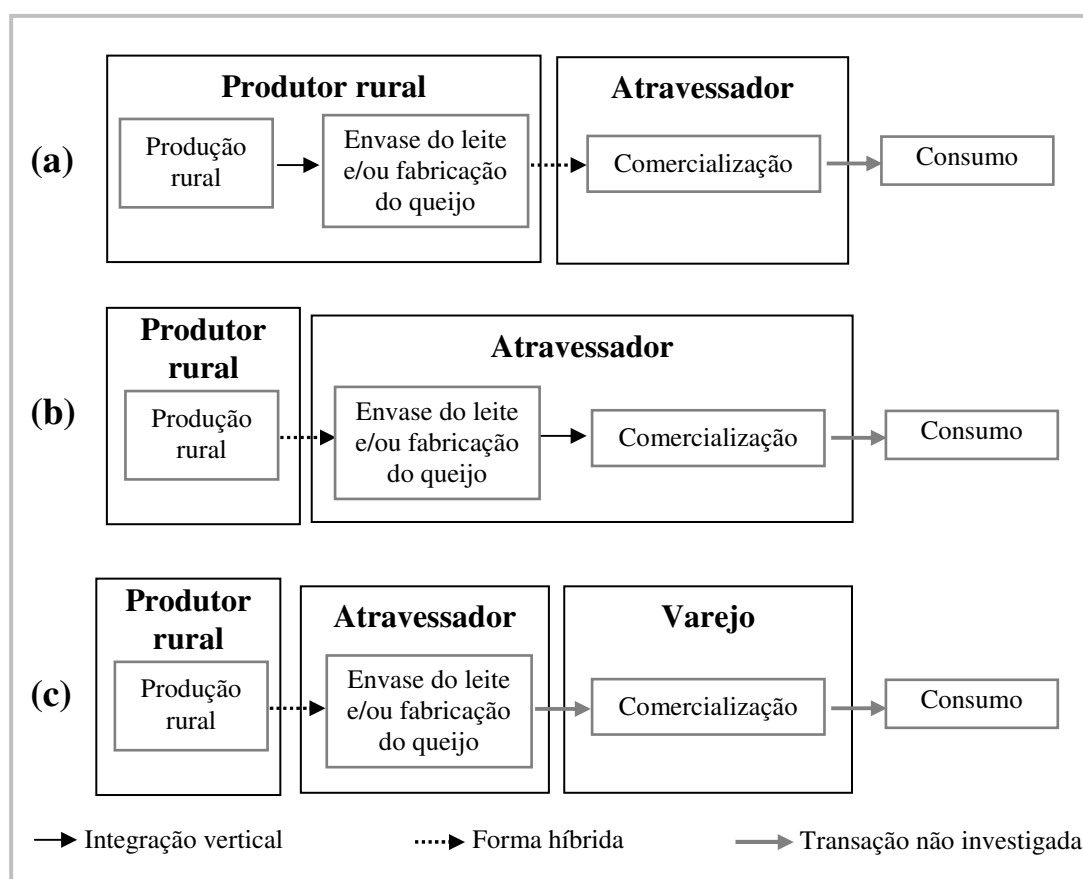 Produtor rural
Atravessador
(a)
Produção
rural
Envase do leite
e/ou fabricação
do queijo
Comercialização
Consumo
Produtor
rural
Atravessador
(b)
Produção
rural
Envase do leite
e/ou fabricação
do queijo
Comercialização
Consumo
Produtor
rural
Atravessador
Varejo
(c)
Produção
rural
Envase do leite
e/ou fabricação
do queijo
Comercialização
Consumo
Integração vertical
Forma híbrida
Transação não investigada